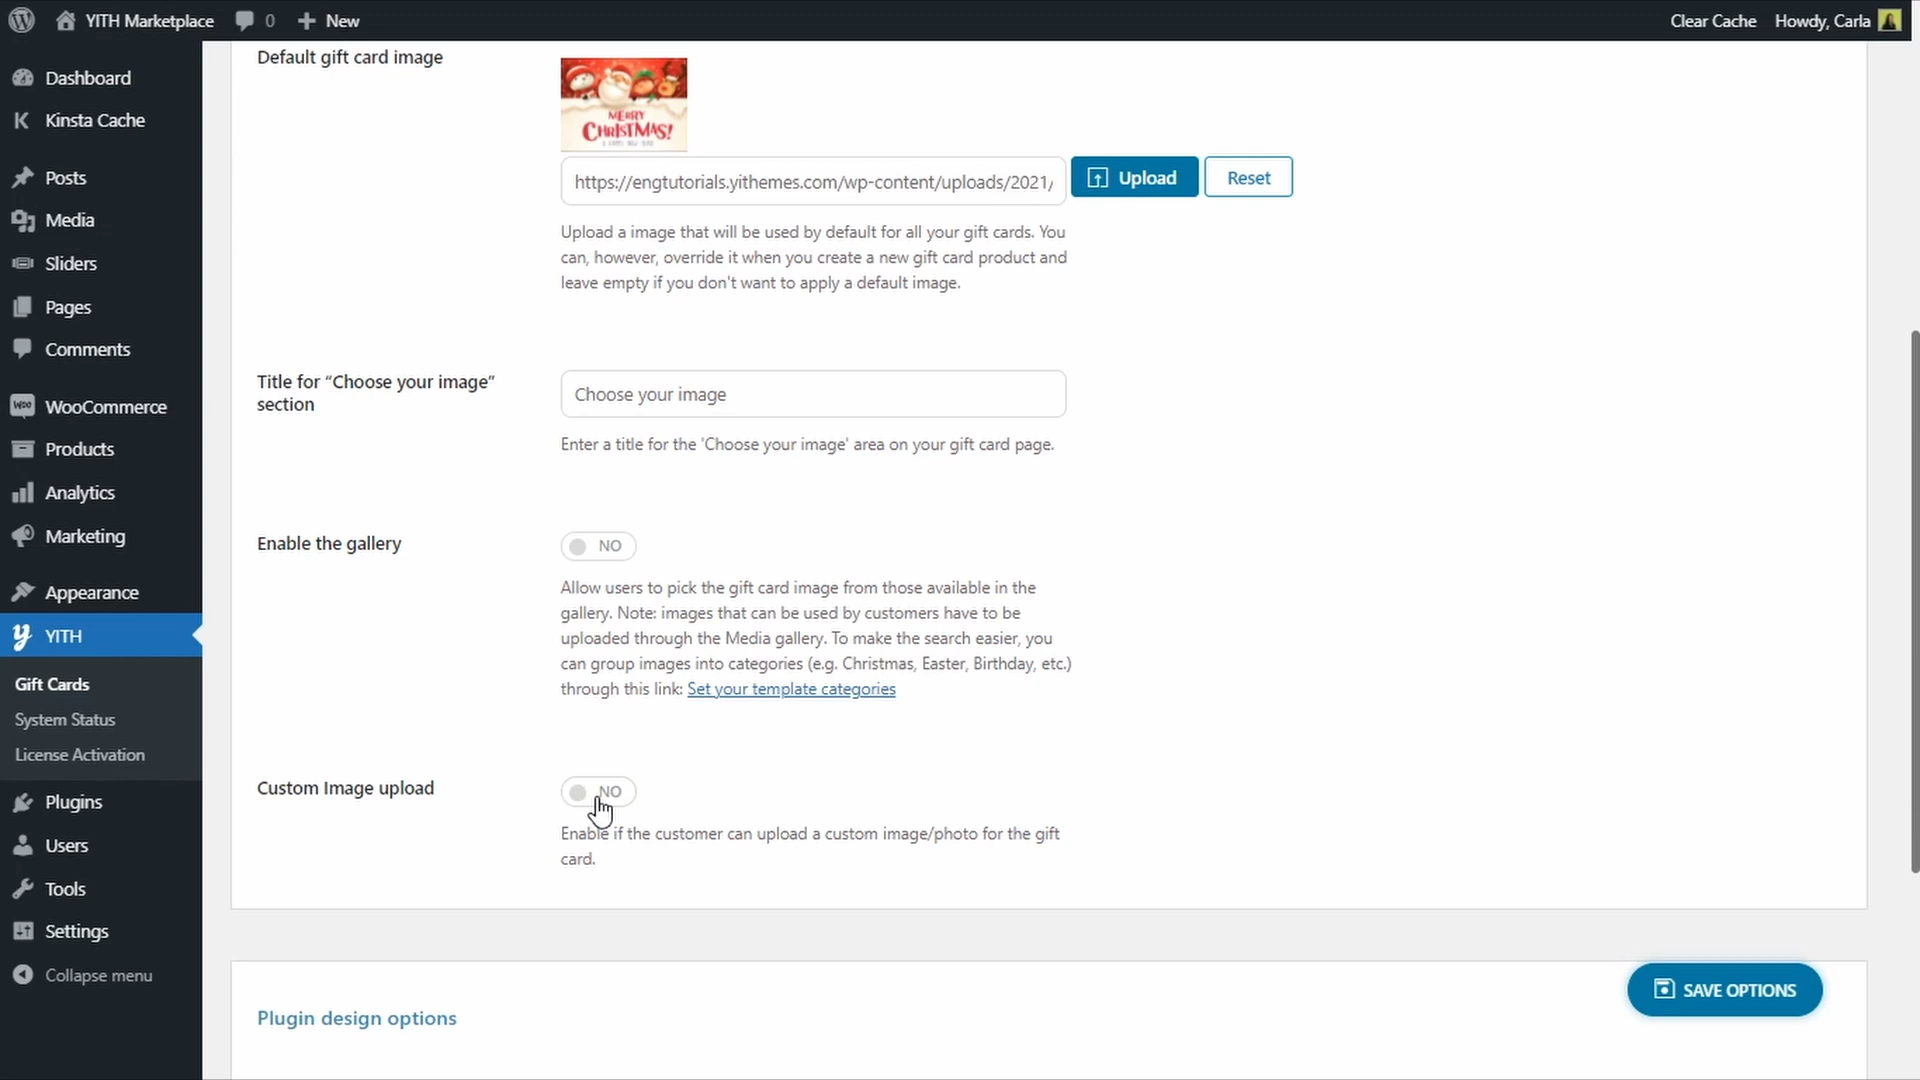 YITH Marketplace
0
New
Clear Cache
Howdy, Carla
Dashboard
Kinsta Cache
Posts
Media
Sliders
Pages
Comments
WooCommerce
Products
Analytics
Marketing
Appearance
YITH
Gift Cards
System Status
License Activation
Plugins
Users
Tools
Settings
Collapse menu
Default gift card image
MERRY
CHRISTMAS!
https://engtutorials.yithemes.com/wp-content/uploads/2021/
Upload
Reset
Upload a image that will be used by default for all your gift cards. You
can, however, override it when you create a new gift card product and
leave empty if you don't want to apply a default image.
Title for “Choose your image”
section
Choose your image
Enter a title for the 'Choose your image' area on your gift card page.
Enable the gallery
NO
Allow users to pick the gift card image from those available in the
gallery. Note: images that can be used by customers have to be
uploaded through the Media gallery. To make the search easier, you
can group images into categories (e.g. Christmas, Easter, Birthday, etc.)
through this link: Set your template categories
Custom Image upload
NO
Enable if the customer can upload a custom image/photo for the gift
card.
SAVE OPTIONS
Plugin design options